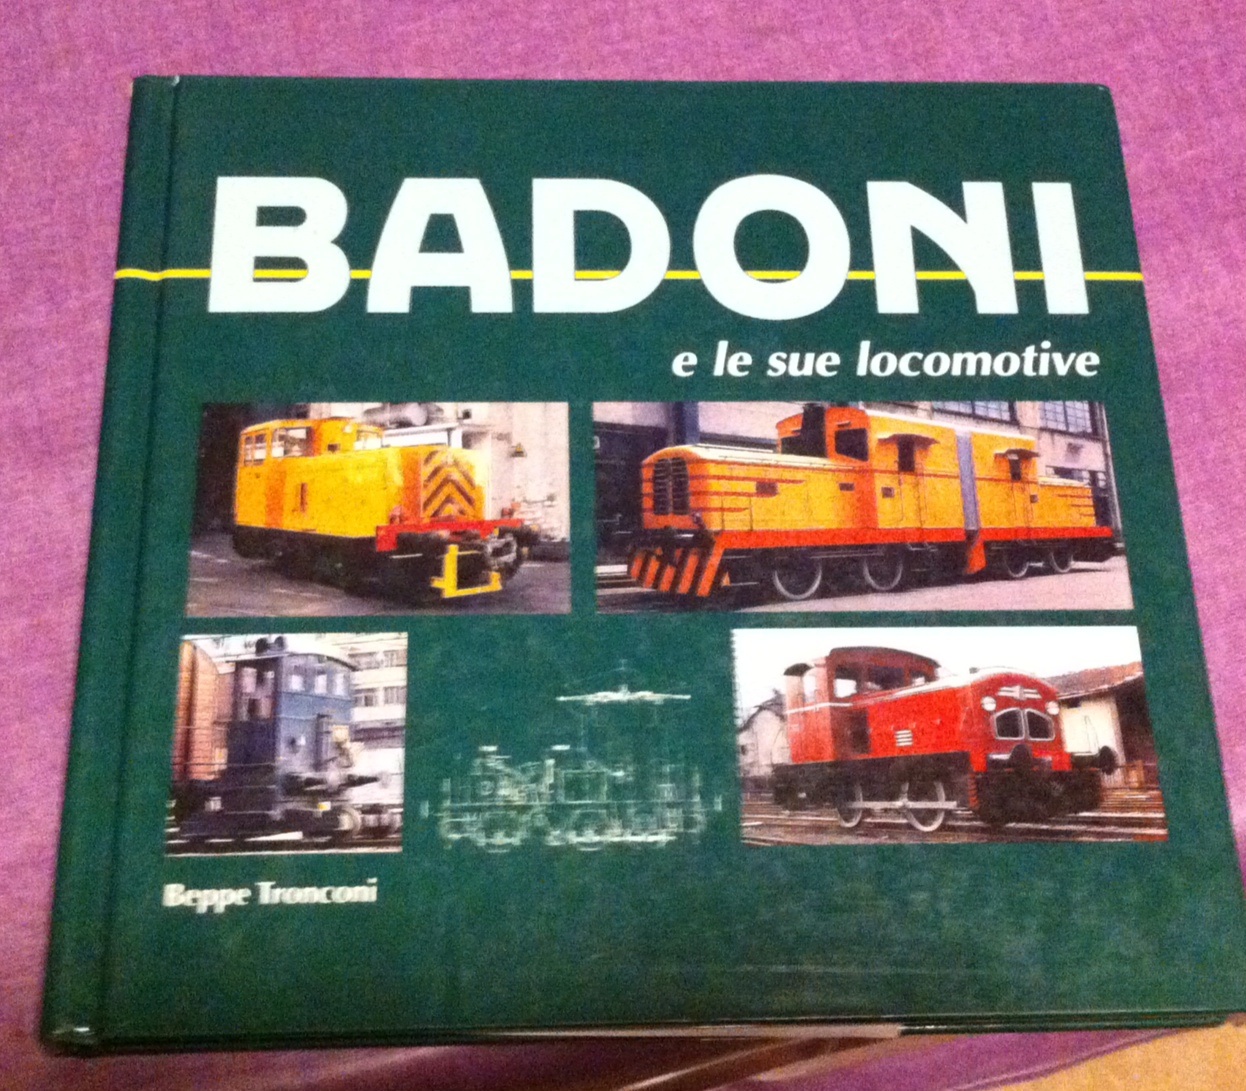 BADONI
e le sue locomotive
Beppe Tronconi